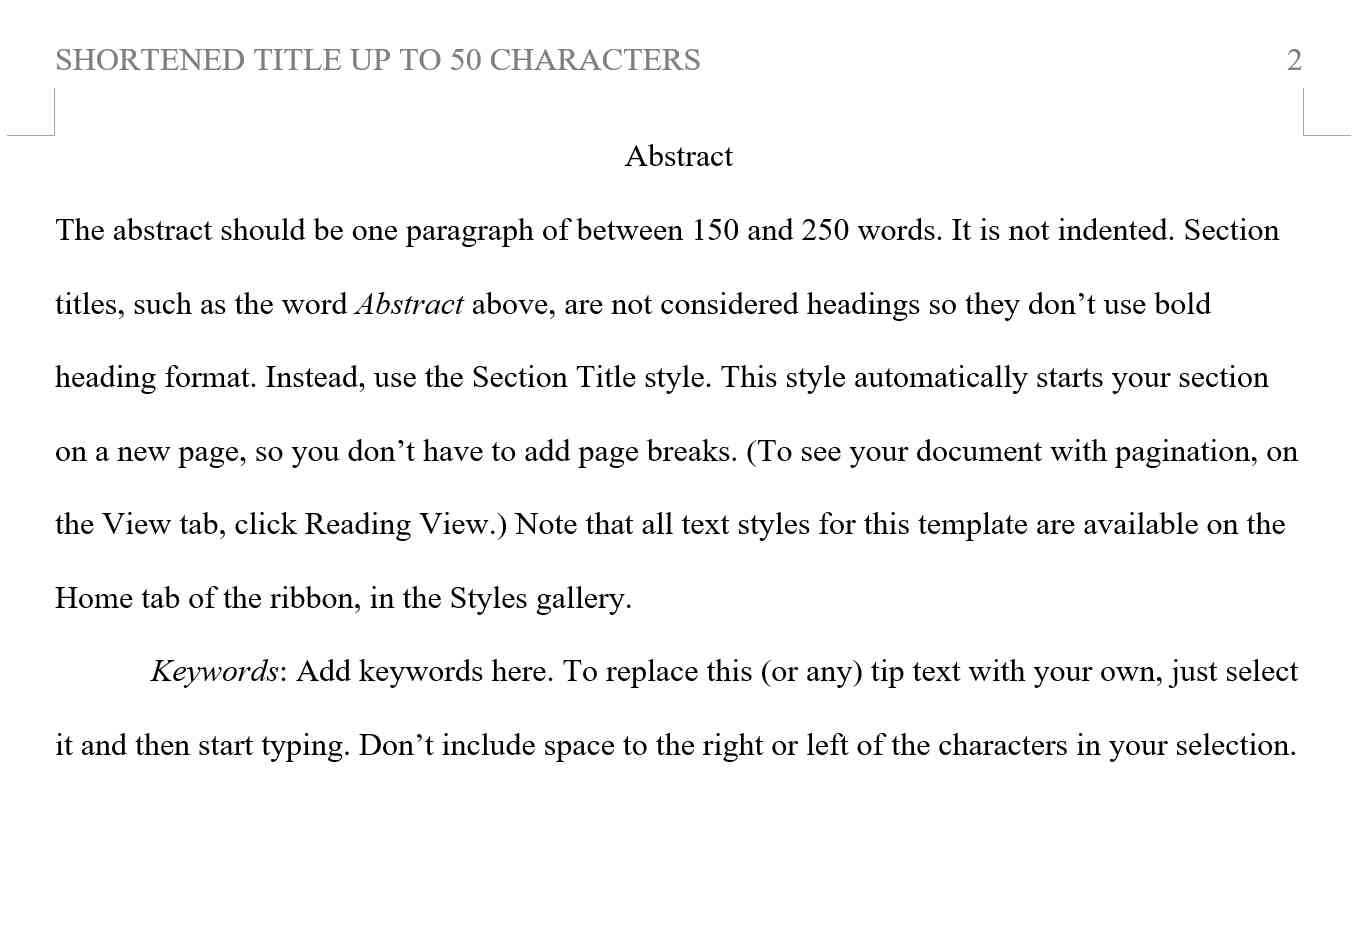 SHORTENED TITLE UP TO 50 CHARACTERS 2
Abstract
The abstract should be one paragraph of between 150 and 250 words. It is not indented. Section
titles, such as the word Abstract above, are not considered headings so they don’t use bold
heading format. Instead, use the Section Title style. This style automatically starts your section
on a new page, so you don’t have to add page breaks. (To see your document with pagination, on
the View tab, click Reading View.) Note that all text styles for this template are available on the
Home tab of the ribbon, in the Styles gallery.
Keywords: Add keywords here. To replace this (or any) tip text with your own, just select
it and then start typing. Don’t include space to the right or left of the characters in your selection.